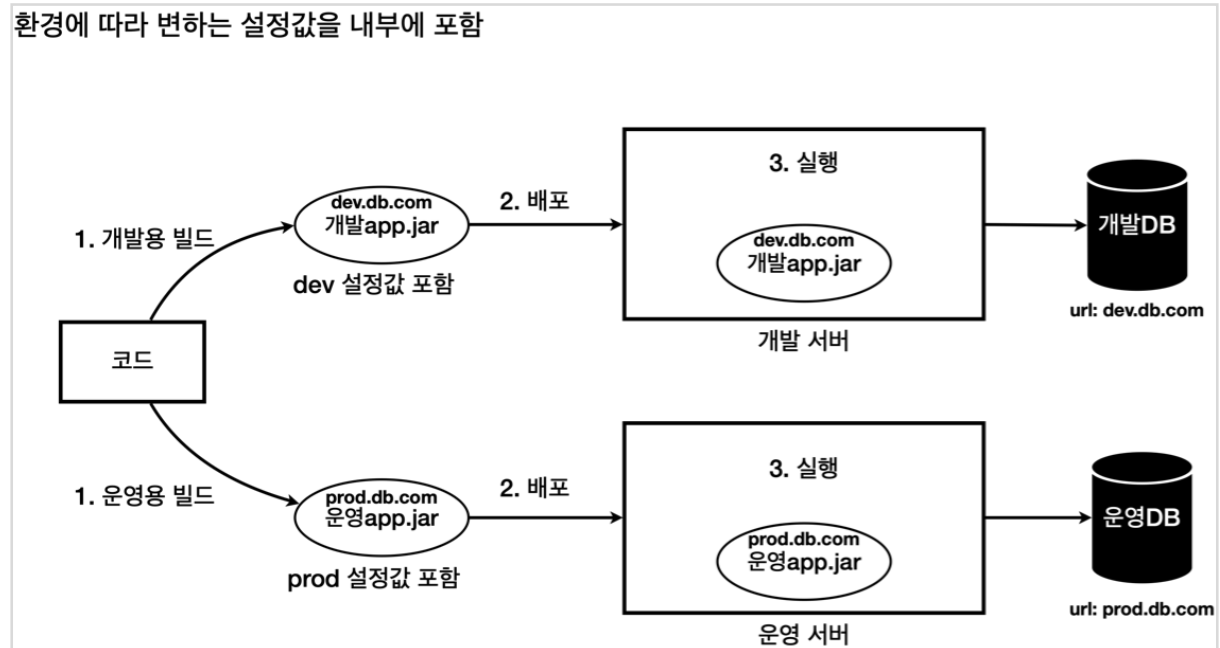 환경에 따라 변하는 설정값을 내부에 포함
1. 개발용 빌드
dev.db.com
개발app.jar
dev 설정값 포함
2. 배포
3. 실행
dev.db.com
개발app.jar
개발 서버
개발DB
url: dev.db.com
코드
1. 운영용 빌드
prod.db.com
운영app.jar
prod 설정값 포함
2. 배포
3. 실행
prod.db.com
운영app.jar
운영 서버
운영DB
url: prod.db.com